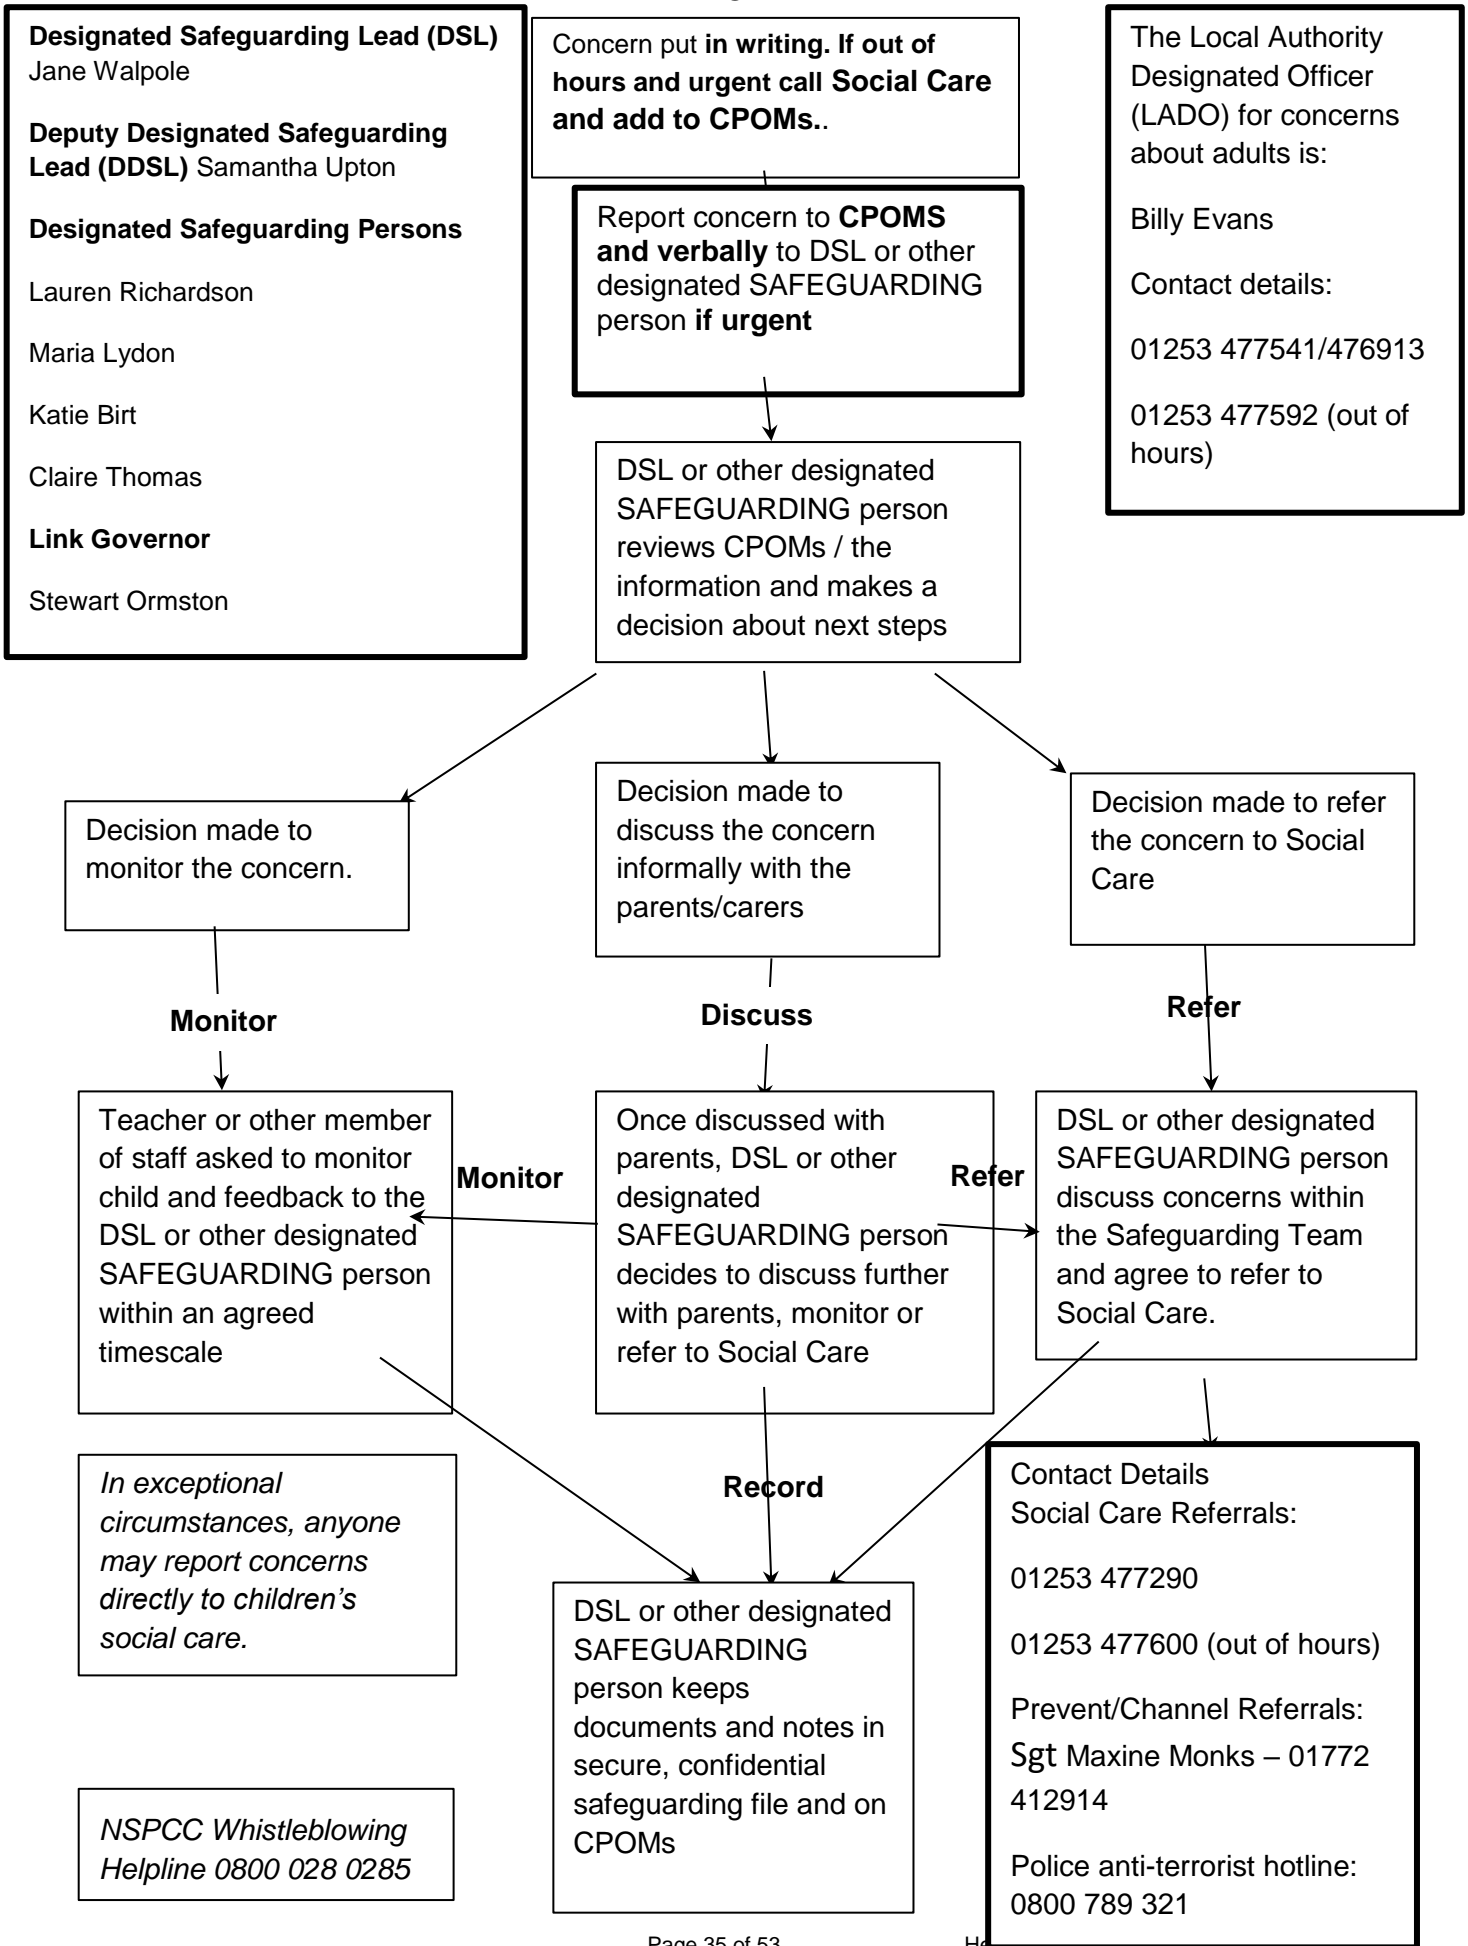 Designated Safeguarding Lead (DSL)
Jane Walpole
Deputy Designated Safeguarding
Lead (DDSL) Samantha Upton
Designated Safeguarding Persons
Lauren Richardson
Maria Lydon
Katie Birt
Claire Thomas
Link Governor
Stewart Ormston
Concern put in writing. If out of
hours and urgent call Social Care
and add to CPOMs..
Report concern to CPOMS
and verbally to DSL or other
designated SAFEGUARDING
person if urgent
The Local Authority
Designated Officer
(LADO) for concerns
about adults is:
Billy Evans
Contact details:
01253 477541/476913
01253 477592 (out of
hours)
DSL or other designated
SAFEGUARDING person
reviews CPOMs / the
information and makes a
decision about next steps
Decision made to
monitor the concern.
Decision made to
discuss the concern
informally with the
parents/carers
Decision made to refer
the concern to Social
Care
Monitor
Discuss
Refer
Teacher or other member
of staff asked to monitor
child and feedback to the
DSL or other designated
SAFEGUARDING person
within an agreed
timescale
Monitor
Once discussed with
parents, DSL or other
designated
SAFEGUARDING person
decides to discuss further
with parents, monitor or
refer to Social Care
Refer
DSL or other designated
SAFEGUARDING person
discuss concerns within
the Safeguarding Team
and agree to refer to
Social Care.
In exceptional
circumstances, anyone
may report concerns
directly to children's
social care.
Record
Contact Details
Social Care Referrals:
01253 477290
01253 477600 (out of hours)
Prevent/Channel Referrals:
Sgt Maxine Monks – 01772
412914
Police anti-terrorist hotline:
0800 789 321
DSL or other designated
SAFEGUARDING
person keeps
documents and notes in
secure, confidential
safeguarding file and on
CPOMs
NSPCC Whistleblowing
Helpline 0800 028 0285
Page 35 of 53